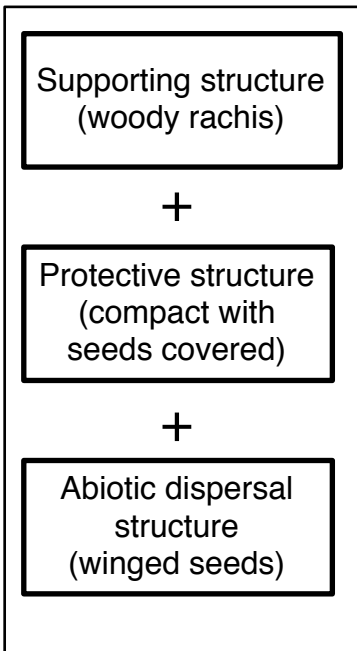 Supporting structure
(woody rachis)
+
Protective structure
(compact with
seeds covered)
+
Abiotic dispersal
structure
(winged seeds)